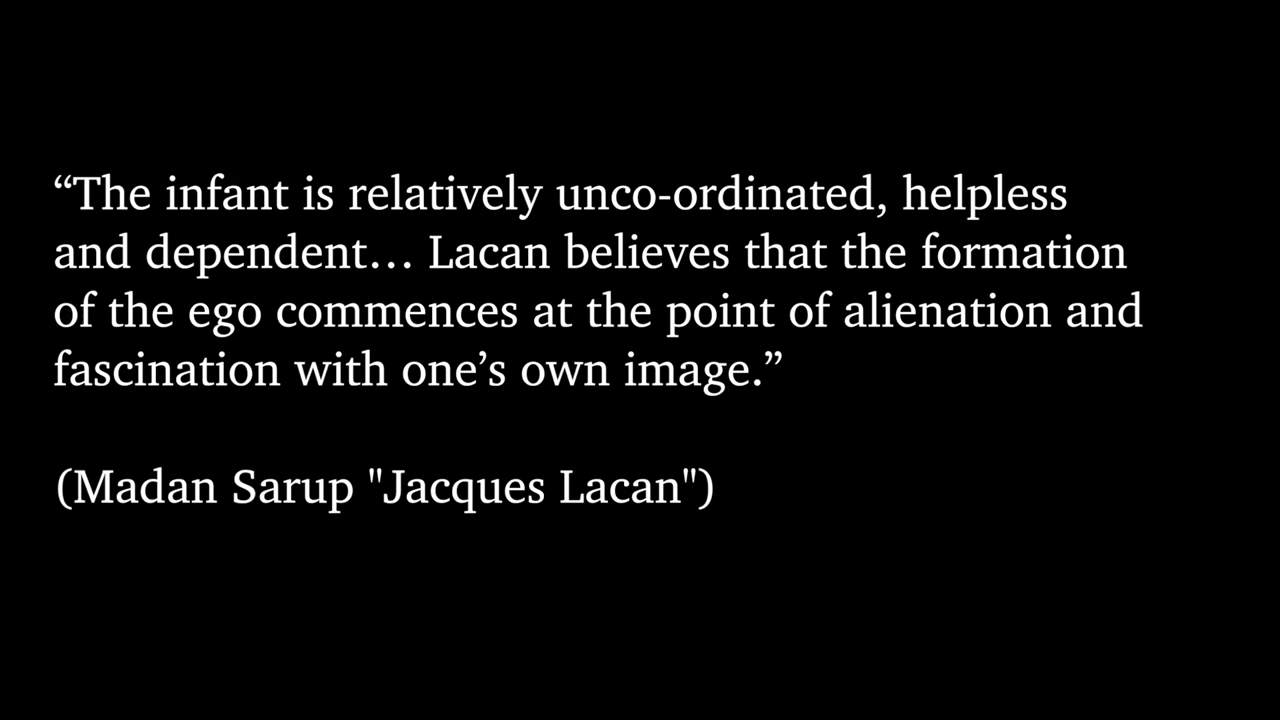 “The infant is relatively unco-ordinated, helpless
and dependent… Lacan believes that the formation
of the ego commences at the point of alienation and
fascination with one’s own image.”
(Madan Sarup "Jacques Lacan")